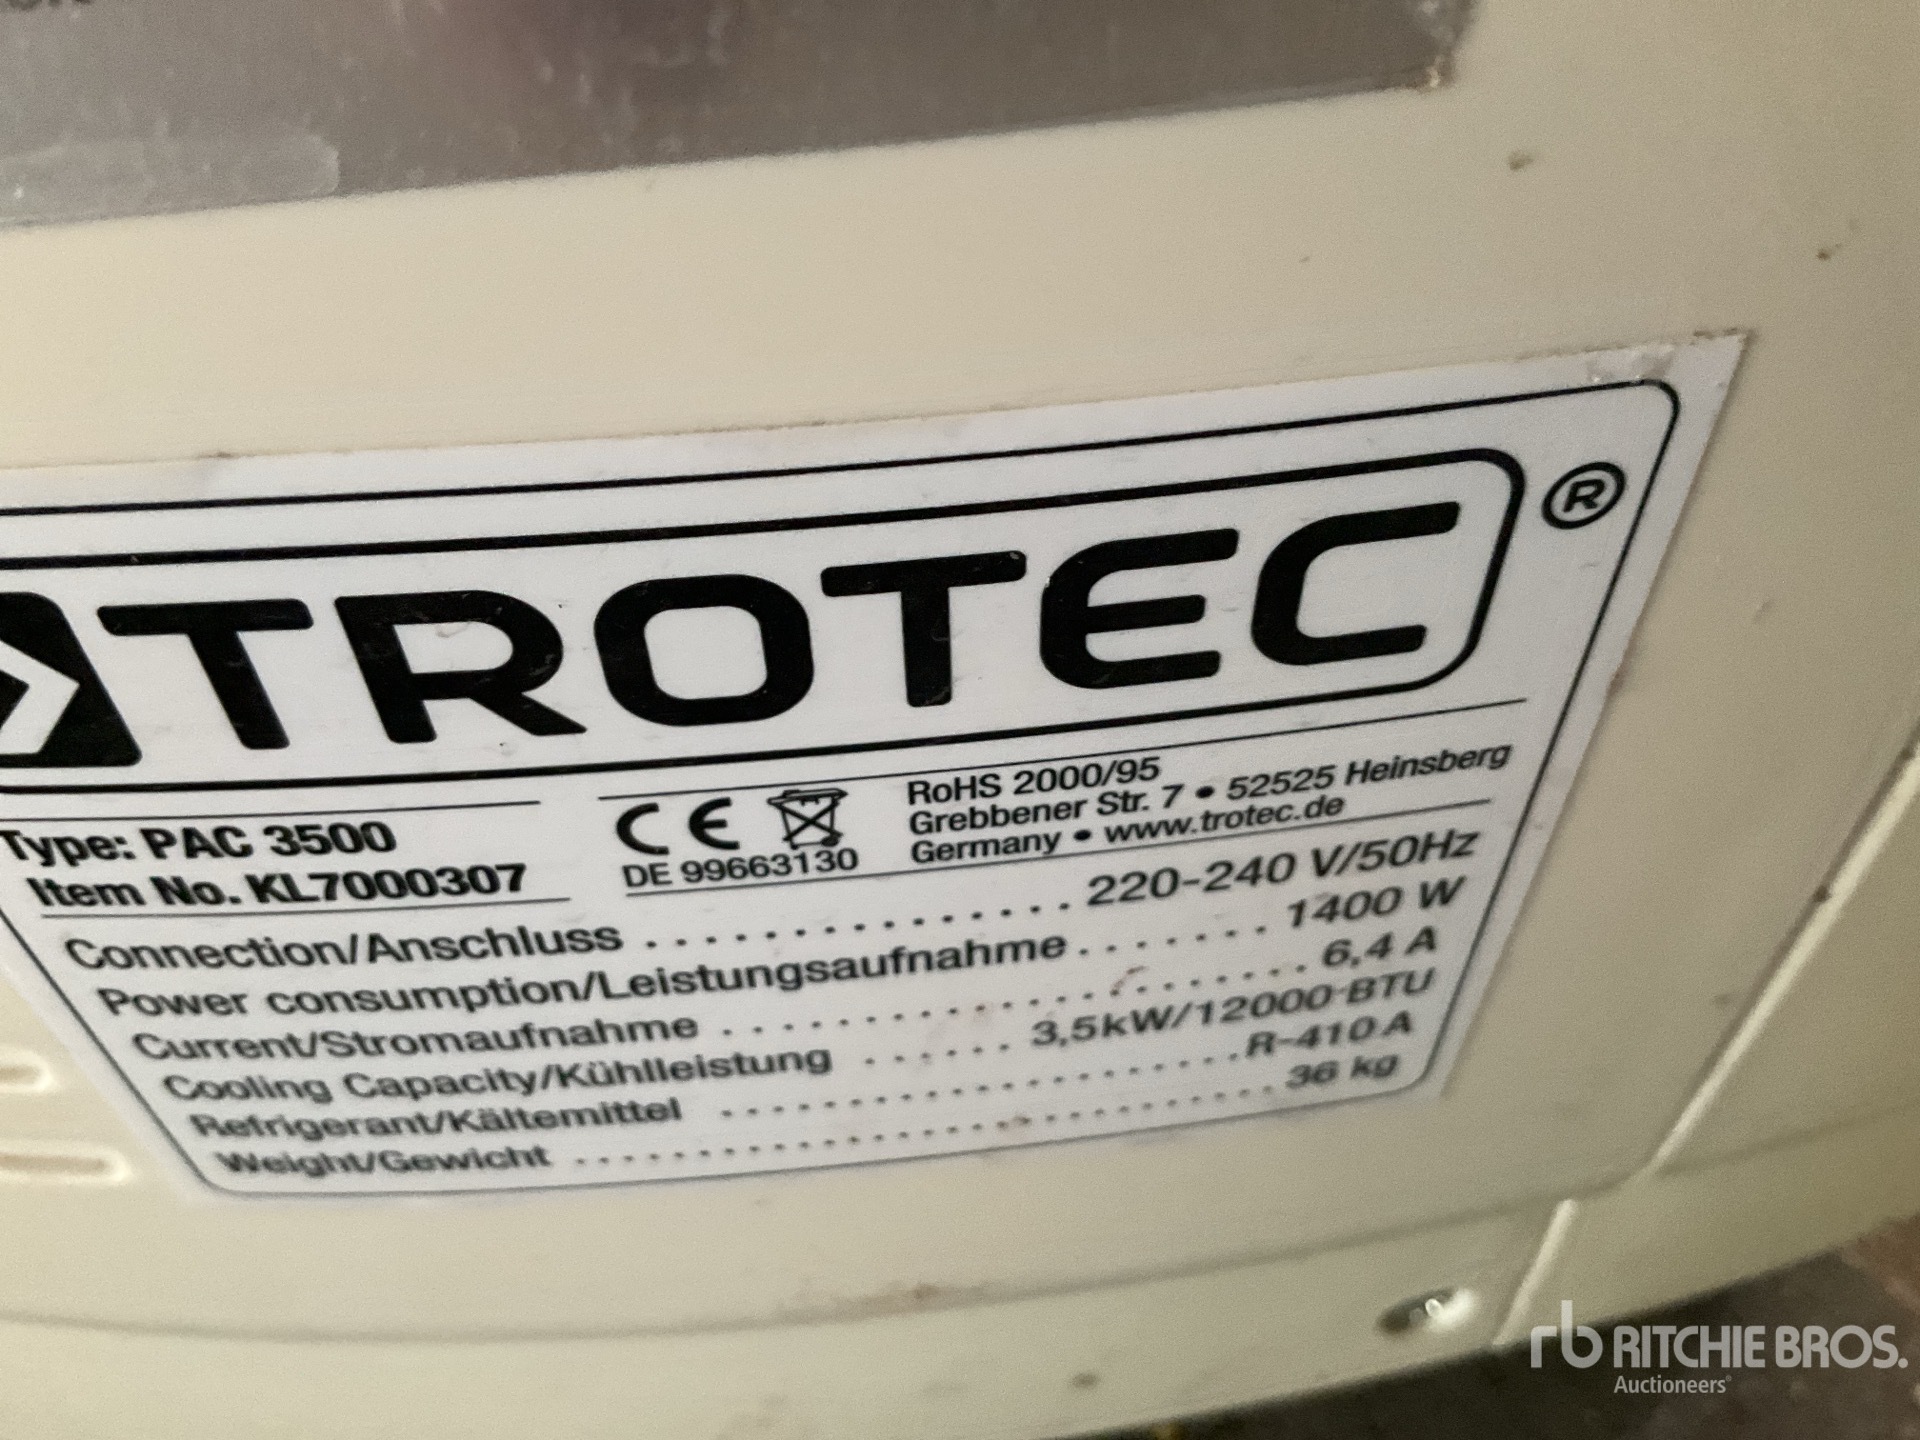 TROTEC®
Type: PAC 3500
Item No. KL7000307
CE
DE 99663130
RoHS 2000/95
Grebbener Str. 7 • 52525 Heinsberg
Germany • www.trotec.de
Connection/Anschluss . . . . . . . . . . . . . . 220-240 V/50Hz
Power consumption/Leistungsaufnahme . . . . . . . 1400 W
Current/Stromaufnahme . . . . . . . . . . . . . . . . . . . . 6,4 A
Cooling Capacity/Kühlleistung . . . . . . 3,5kW/12000 BTU
Refrigerant/Kältemittel . . . . . . . . . . . . . . . . . . . . . R-410A
Weight/Gewicht . . . . . . . . . . . . . . . . . . . . . . . . . . . 36 kg
rb RITCHIE BROS.
Auctioneers®